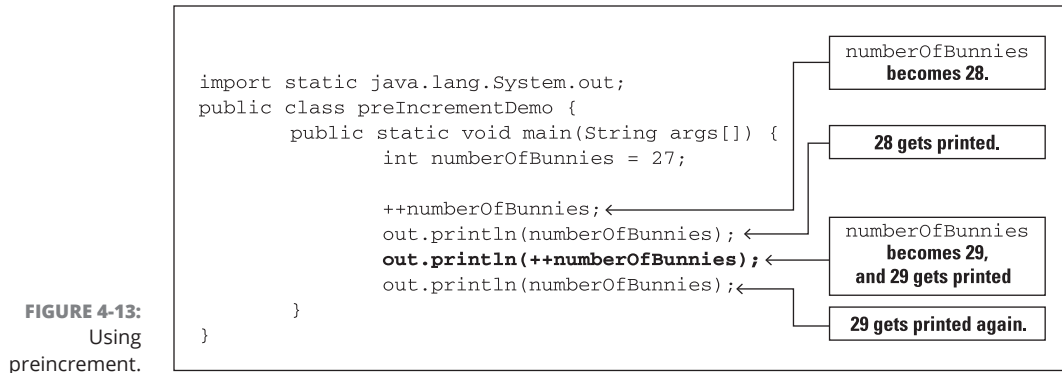 import static java.lang.System.out;
public class preIncrementDemo {
public static void main(String args[]) {
int numberOfBunnies = 27;
++numberOfBunnies;
out.println(numberOfBunnies);
out.println(++numberOfBunnies);
out.println(numberOfBunnies);
}
}
numberOfBunnies
becomes 28.
28 gets printed.
numberOfBunnies
becomes 29,
and 29 gets printed
29 gets printed again.
FIGURE 4-13:
Using
preincrement.